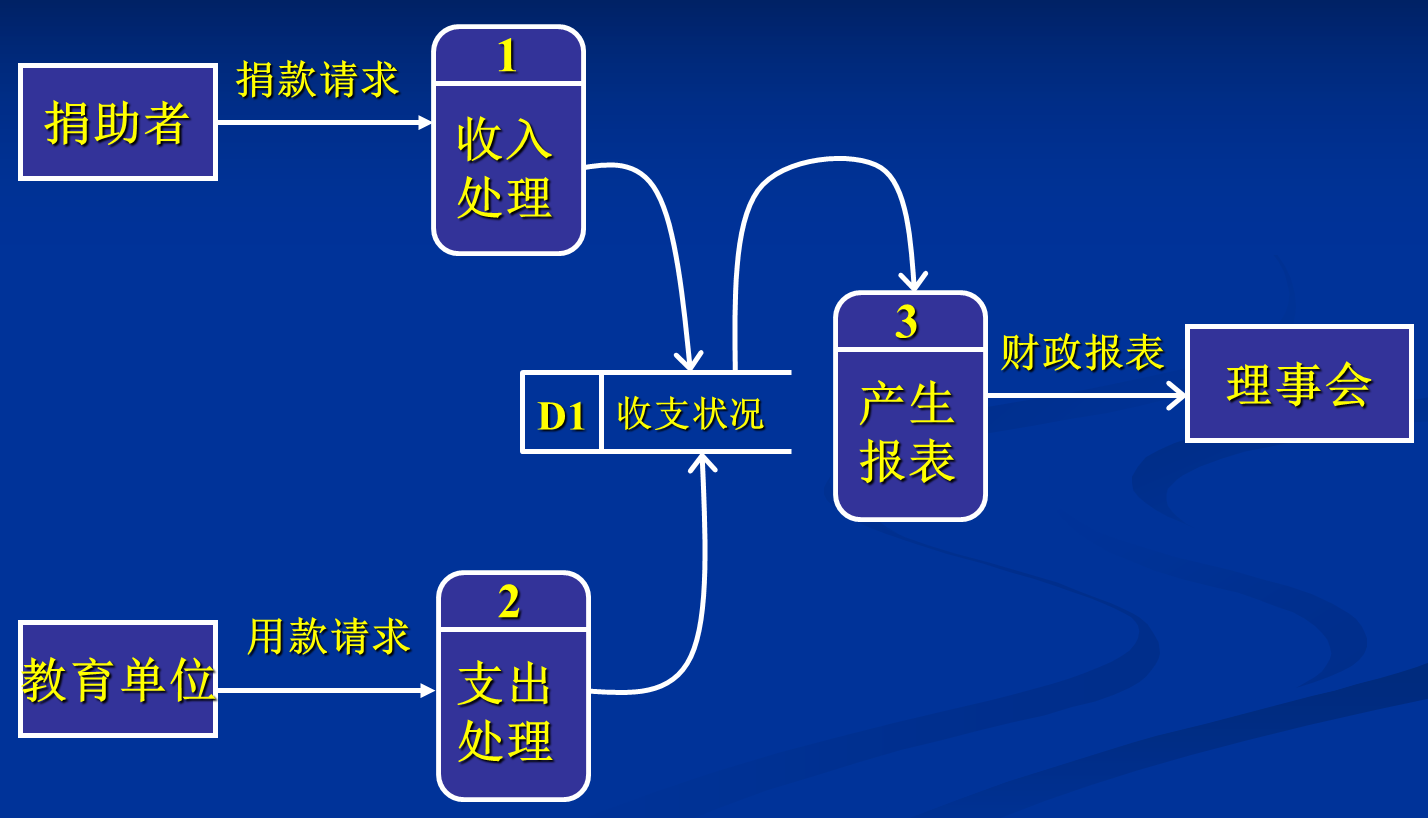 捐助者
捐款请求
1
收入
处理
D1
收支状况
3
产生
报表
财政报表
理事会
教育单位
用款请求
2
支出
处理